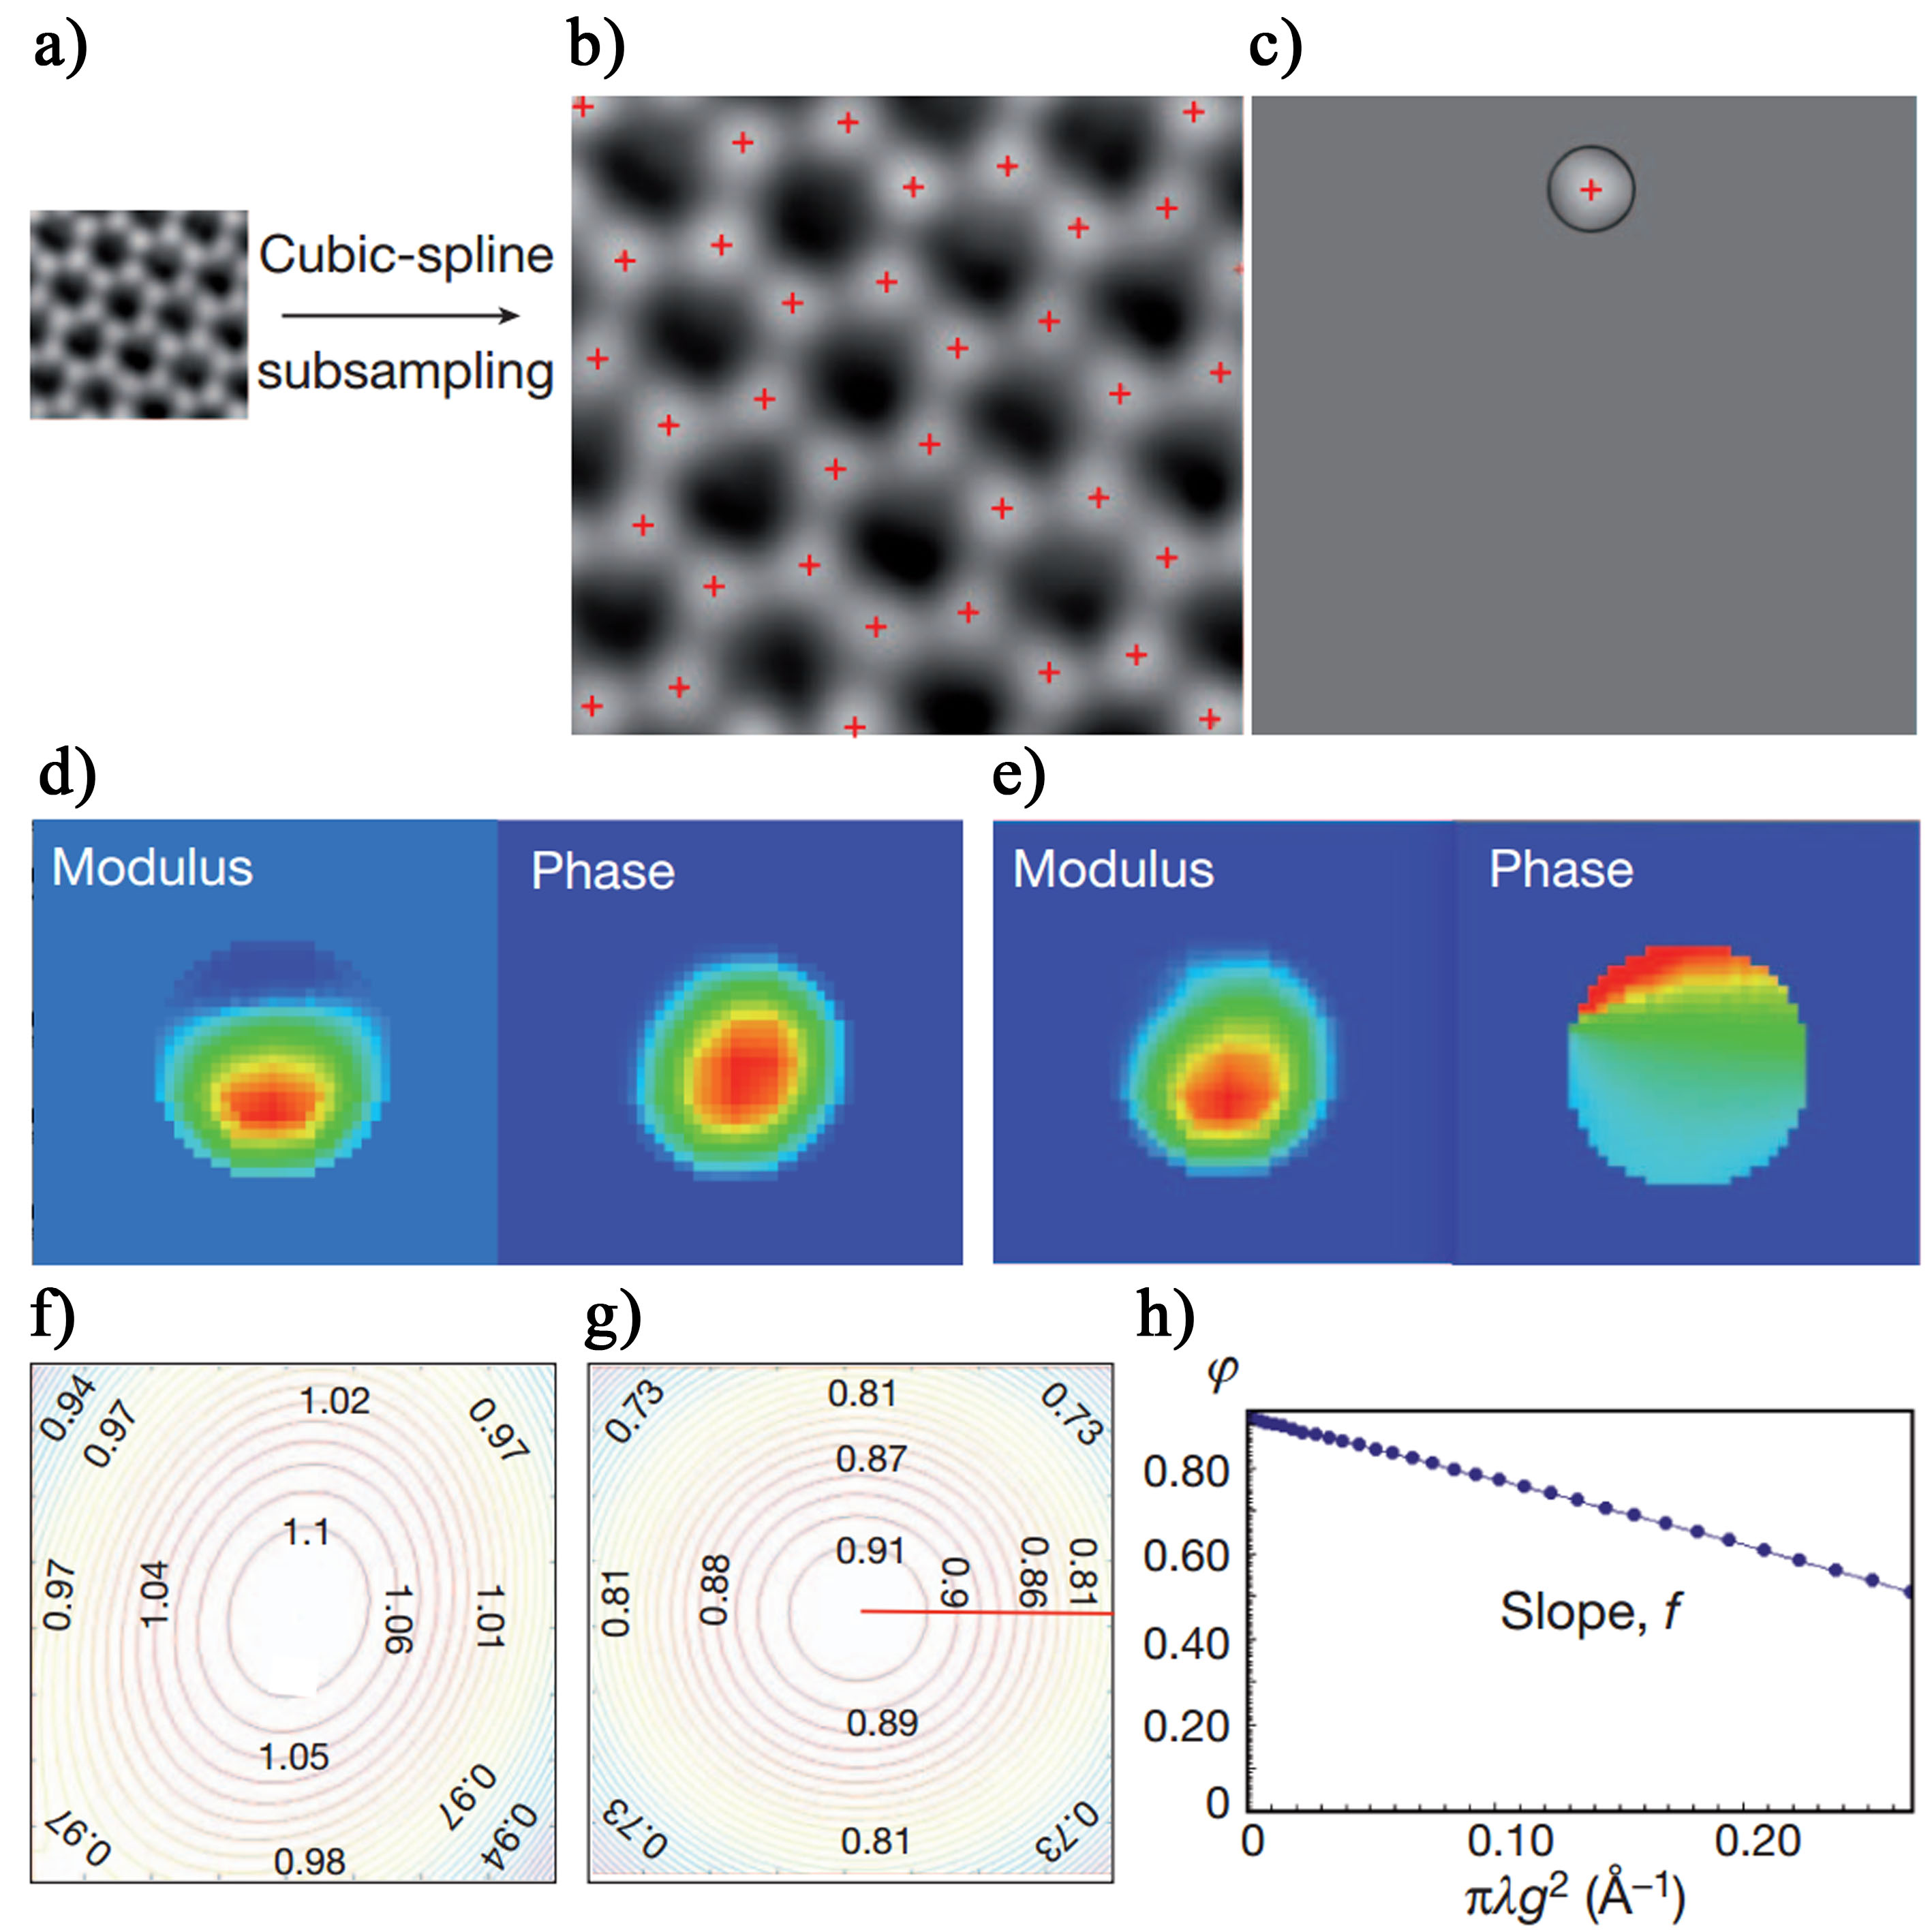 a)
b)
c)
Cubic-spline
subsampling
d)
e)
Modulus
Phase
Modulus
Phase
f)
g)
h)
0.94
0.97
1.02
0.97
1.1
0.97
1.04
1.06
1.01
1.05
0.97
0.97
0.94
0.98
0.73
0.81
0.73
0.87
0.91
0.81
0.88
0.9
0.86
0.81
0.89
0.73
0.81
0.73
φ
0.80
0.60
0.40
0.20
0
Slope, f
0
0.10
0.20
πλg² (Å⁻¹)